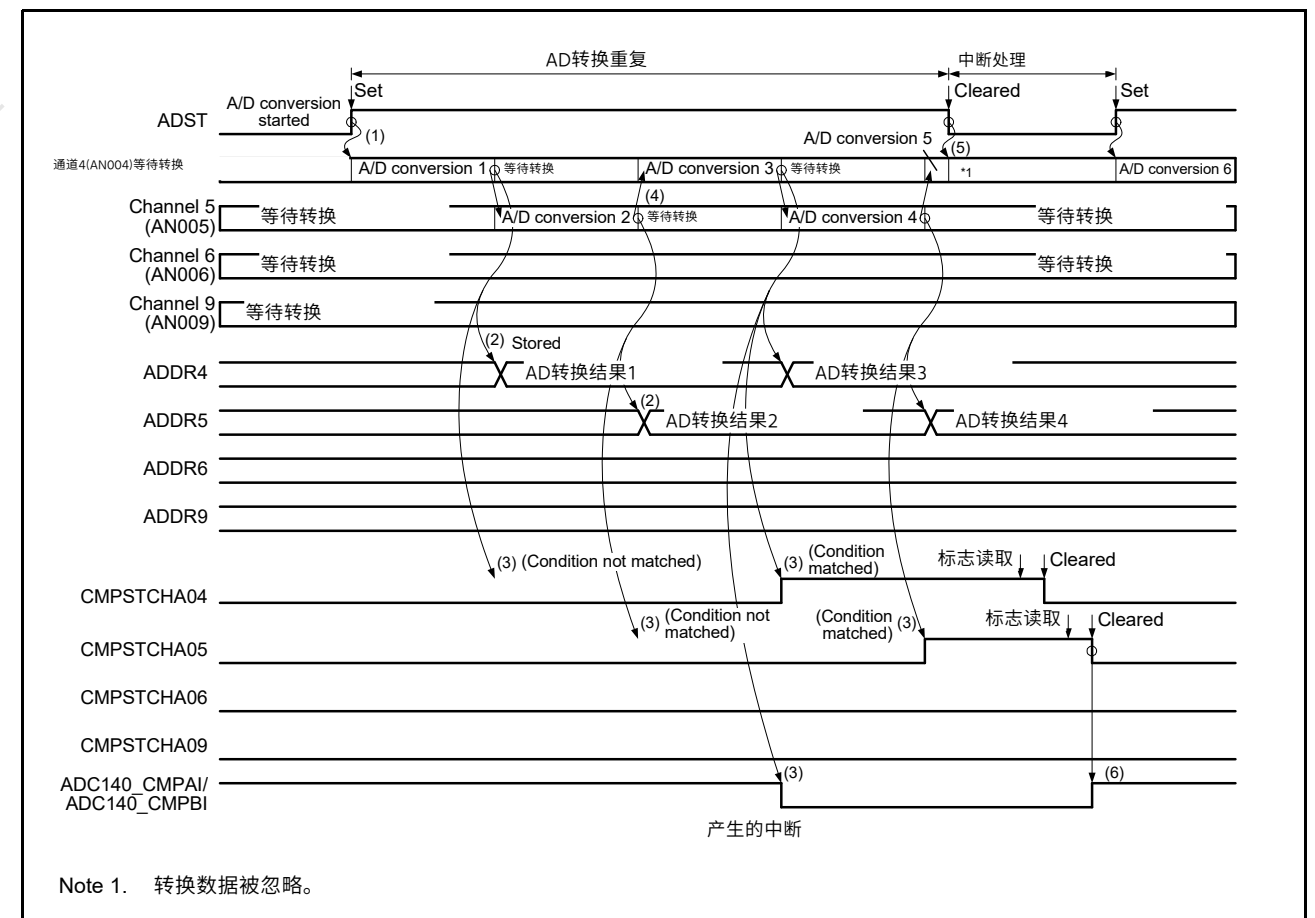 AD转换重复
中断处理
Set
Cleared
Set
A/D conversion
started
ADST
(1)
A/D conversion 5
(5)
通道4(AN004)等待转换
A/D conversion 1
等待转换
A/D conversion 3
等待转换
*1
A/D conversion 6
(4)
Channel 5
(AN005)
等待转换
A/D conversion 2
等待转换
A/D conversion 4
等待转换
Channel 6
(AN006)
等待转换
等待转换
Channel 9
(AN009)
等待转换
(2) Stored
ADDR4
AD转换结果1
AD转换结果3
(2)
ADDR5
AD转换结果2
AD转换结果4
ADDR6
ADDR9
(3) (Condition not matched)
(3) (Condition
matched)
标志读取
Cleared
CMPSTCHA04
(3) (Condition not
matched)
(Condition (3)
matched)
标志读取
Cleared
CMPSTCHA05
CMPSTCHA06
CMPSTCHA09
(3)
(6)
ADC140_CMPAI/
ADC140_CMPBI
产生的中断
Note 1. 转换数据被忽略。